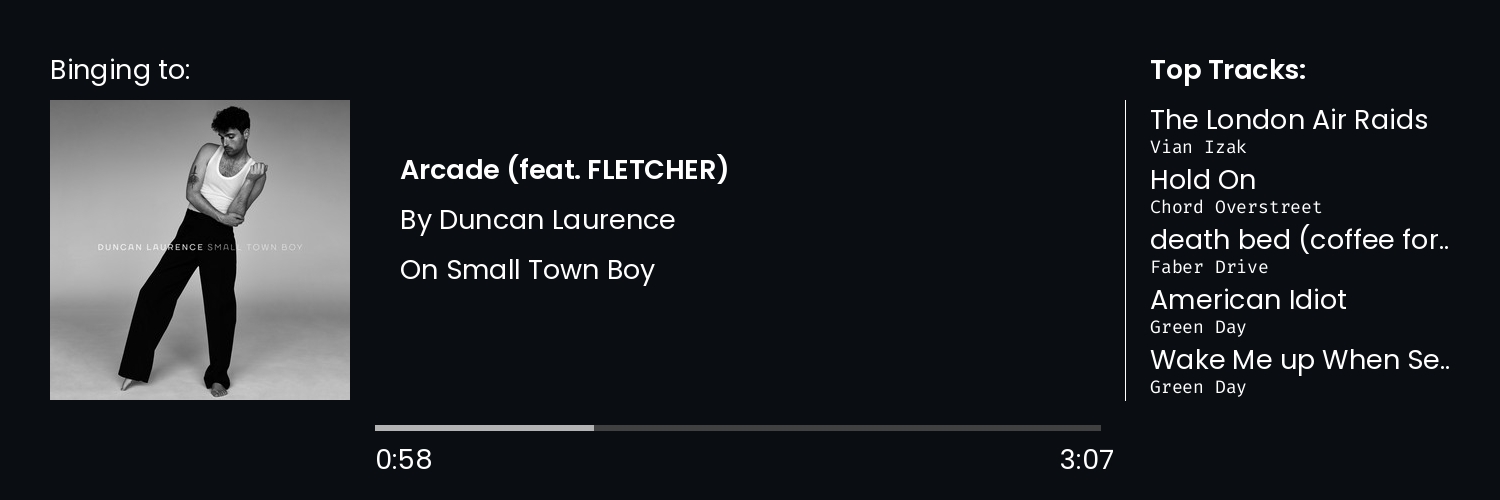 Binging to:
DUNCAN LAURENCE SMALL TOWN BOY
Arcade (feat. FLETCHER)
By Duncan Laurence
On Small Town Boy
0:58
3:07
Top Tracks:
The London Air Raids
Vian Izak
Hold On
Chord Overstreet
death bed (coffee for..
Faber Drive
American Idiot
Green Day
Wake Me up When Se..
Green Day